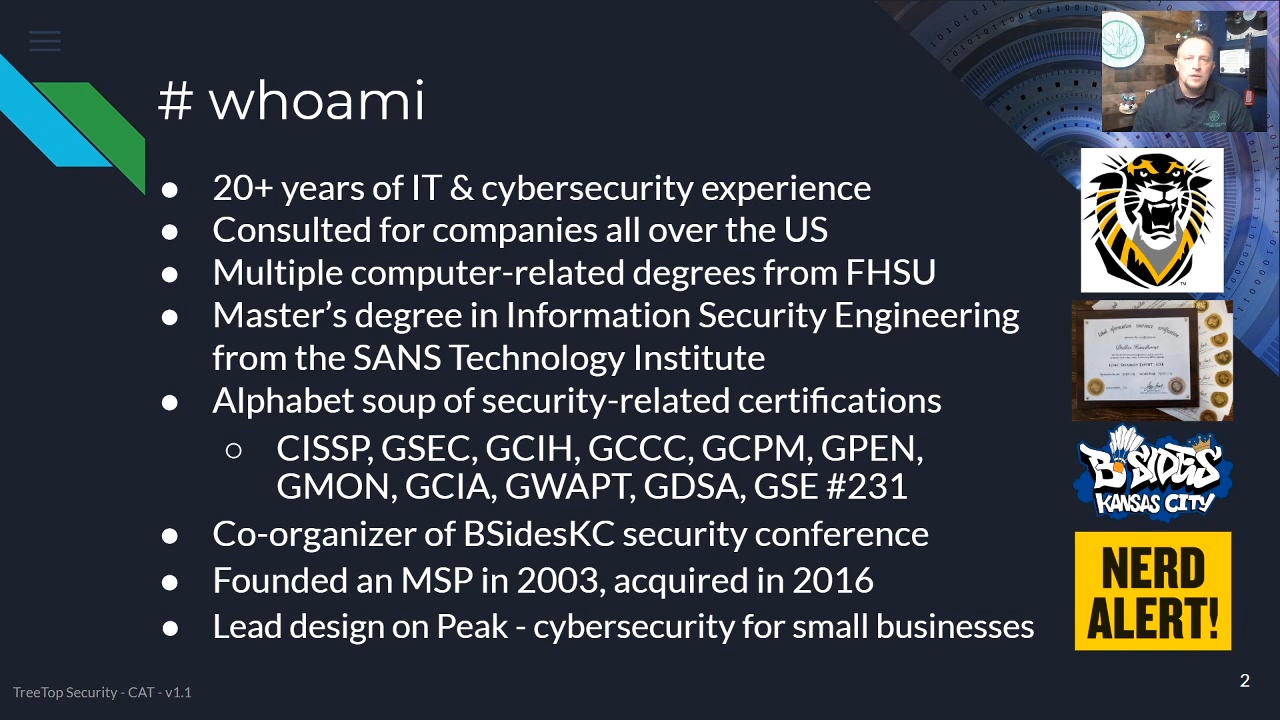 # whoami
● 20+ years of IT & cybersecurity experience
● Consulted for companies all over the US
● Multiple computer-related degrees from FHSU
● Master’s degree in Information Security Engineering
from the SANS Technology Institute
● Alphabet soup of security-related certifications
○ CISSP, GSEC, GCIH, GCCC, GCPM, GPEN,
GMON, GCIA, GWAPT, GDSA, GSE #231
● Co-organizer of BSidesKC security conference
● Founded an MSP in 2003, acquired in 2016
● Lead design on Peak - cybersecurity for small businesses
TM
B•SIDES
KANSAS CITY
NERD
ALERT!
TreeTop Security - CAT - v1.1
2